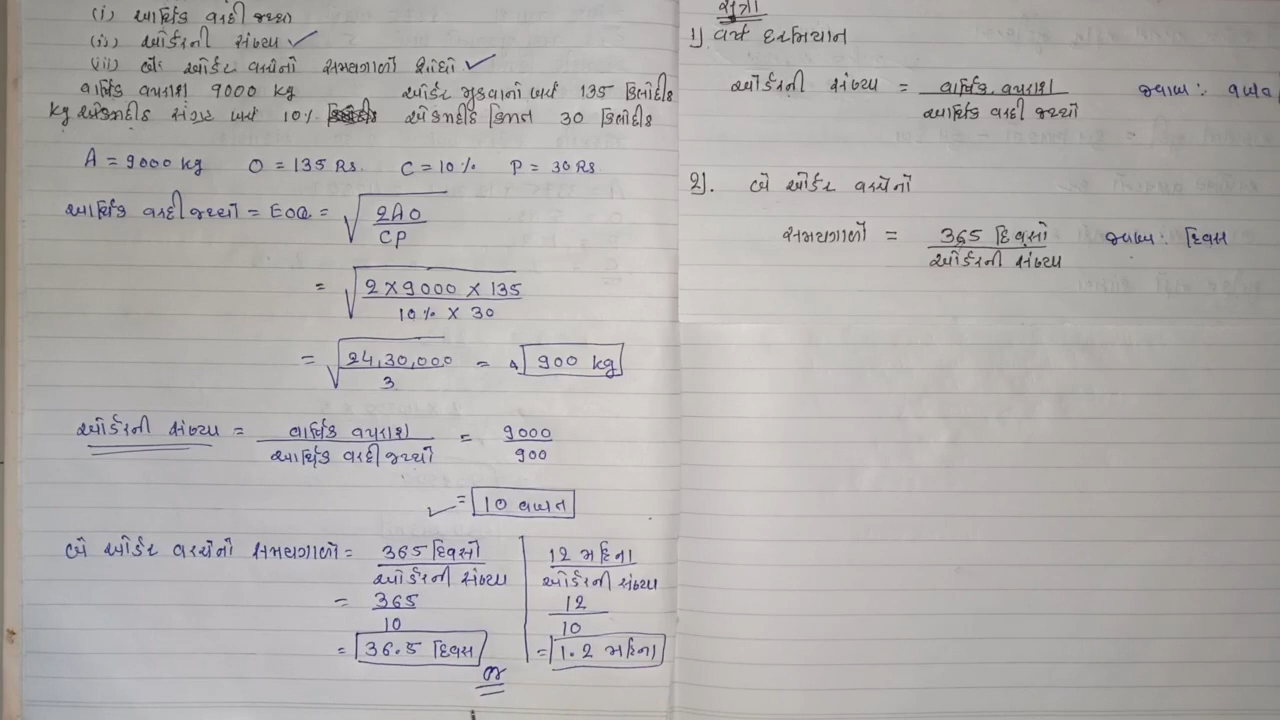 (i) આર્થિક વરદી જથ્થો
(ii) ઓર્ડરની સંખ્યા ✓
(iii) બે ઓર્ડર વચ્ચેનો સમયગાળો શોધો ✓
વાર્ષિક વપરાશ 9000 kg ઓર્ડર મુકવાનો ખર્ચ 135
kg એકમદીઠ સંગ્રહ ખર્ચ 10% એકમદીઠ કિંમત 30
A = 9000 kg O = 135 Rs. C = 10% P = 30 Rs
આર્થિક વરદી જથ્થો = EOQ = √ 2AO
CP
= √ 2 × 9000 × 135
10% × 30
= √ 24,30,000 = 900 kg
3
ઓર્ડરની સંખ્યા = વાર્ષિક વપરાશ = 9000
આર્થિક વરદી જથ્થો 900
✓ = 10 વખત
બે ઓર્ડર વચ્ચેનો સમયગાળો = 365 દિવસો 12 મહિના
ઓર્ડરની સંખ્યા ઓર્ડરની સંખ્યા
= 365 12
10 10
= 36.5 દિવસ = 1.2 મહિના
સૂત્રો
1) વર્ષ દરમિયાન
ઓર્ડરની સંખ્યા = વાર્ષિક વપરાશ જવાબ : વખત
આર્થિક વરદી જથ્થો
2). બે ઓર્ડર વચ્ચેનો
સમયગાળો = 365 દિવસો જવાબ : દિવસ
ઓર્ડરની સંખ્યા